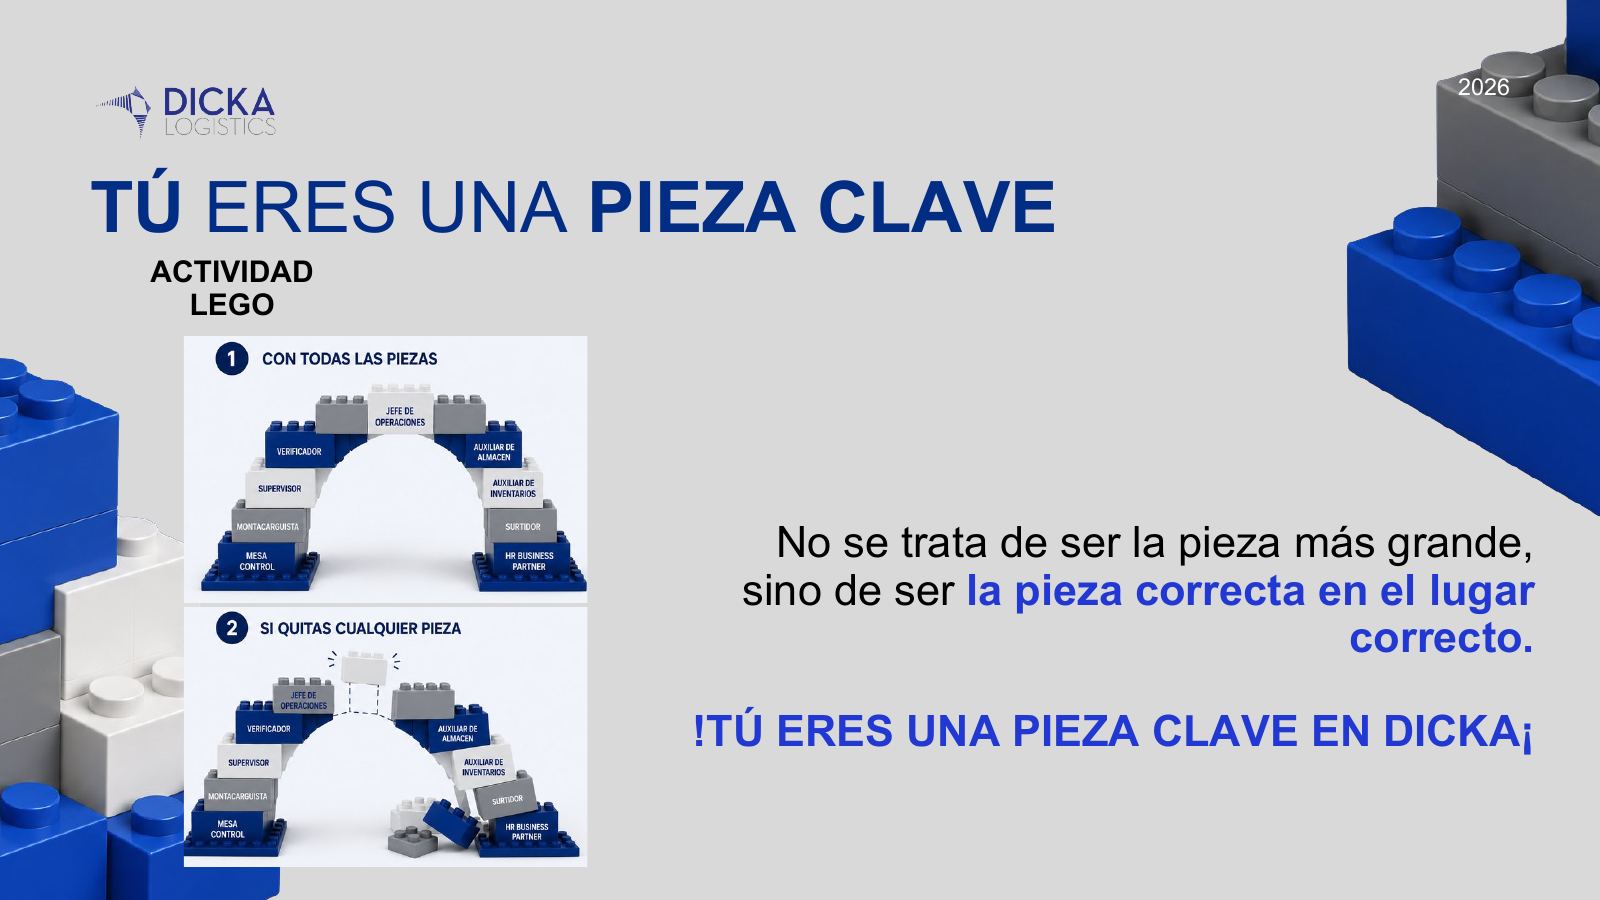 2026
DICKA
LOGISTICS
TÚ ERES UNA PIEZA CLAVE
ACTIVIDAD
LEGO
1 CON TODAS LAS PIEZAS
JEFE DE
OPERACIONES
VERIFICADOR
AUXILIAR DE
ALMACEN
SUPERVISOR
AUXILIAR DE
INVENTARIOS
MONTACARGUISTA
SURTIDOR
MESA
CONTROL
HR BUSINESS
PARTNER
2 SI QUITAS CUALQUIER PIEZA
JEFE DE
OPERACIONES
VERIFICADOR
AUXILIAR DE
ALMACEN
SUPERVISOR
AUXILIAR DE
INVENTARIOS
MONTACARGUISTA
SURTIDOR
MESA
CONTROL
HR BUSINESS
PARTNER
No se trata de ser la pieza más grande,
sino de ser la pieza correcta en el lugar
correcto.
!TÚ ERES UNA PIEZA CLAVE EN DICKA¡